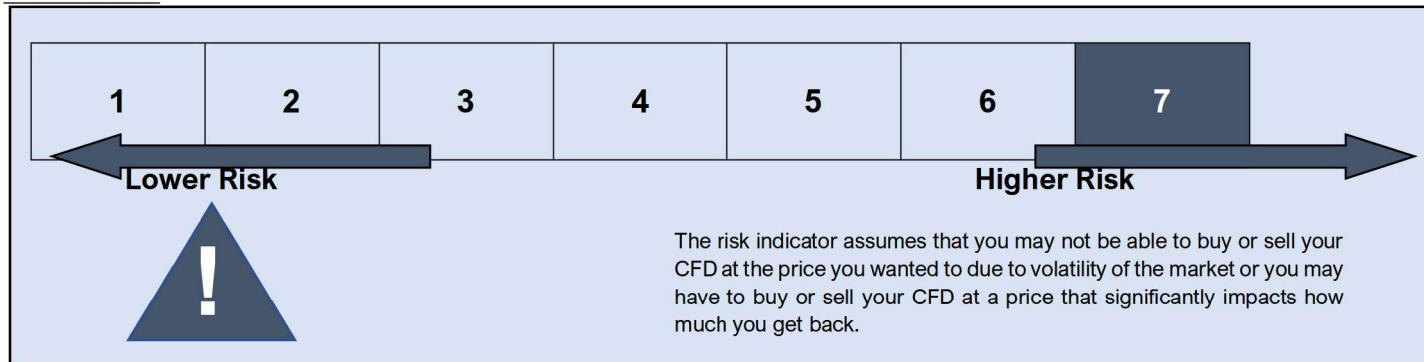 1 2 3 4 5 6 7
Lower Risk Higher Risk
!
The risk indicator assumes that you may not be able to buy or sell your
CFD at the price you wanted to due to volatility of the market or you may
have to buy or sell your CFD at a price that significantly impacts how
much you get back.